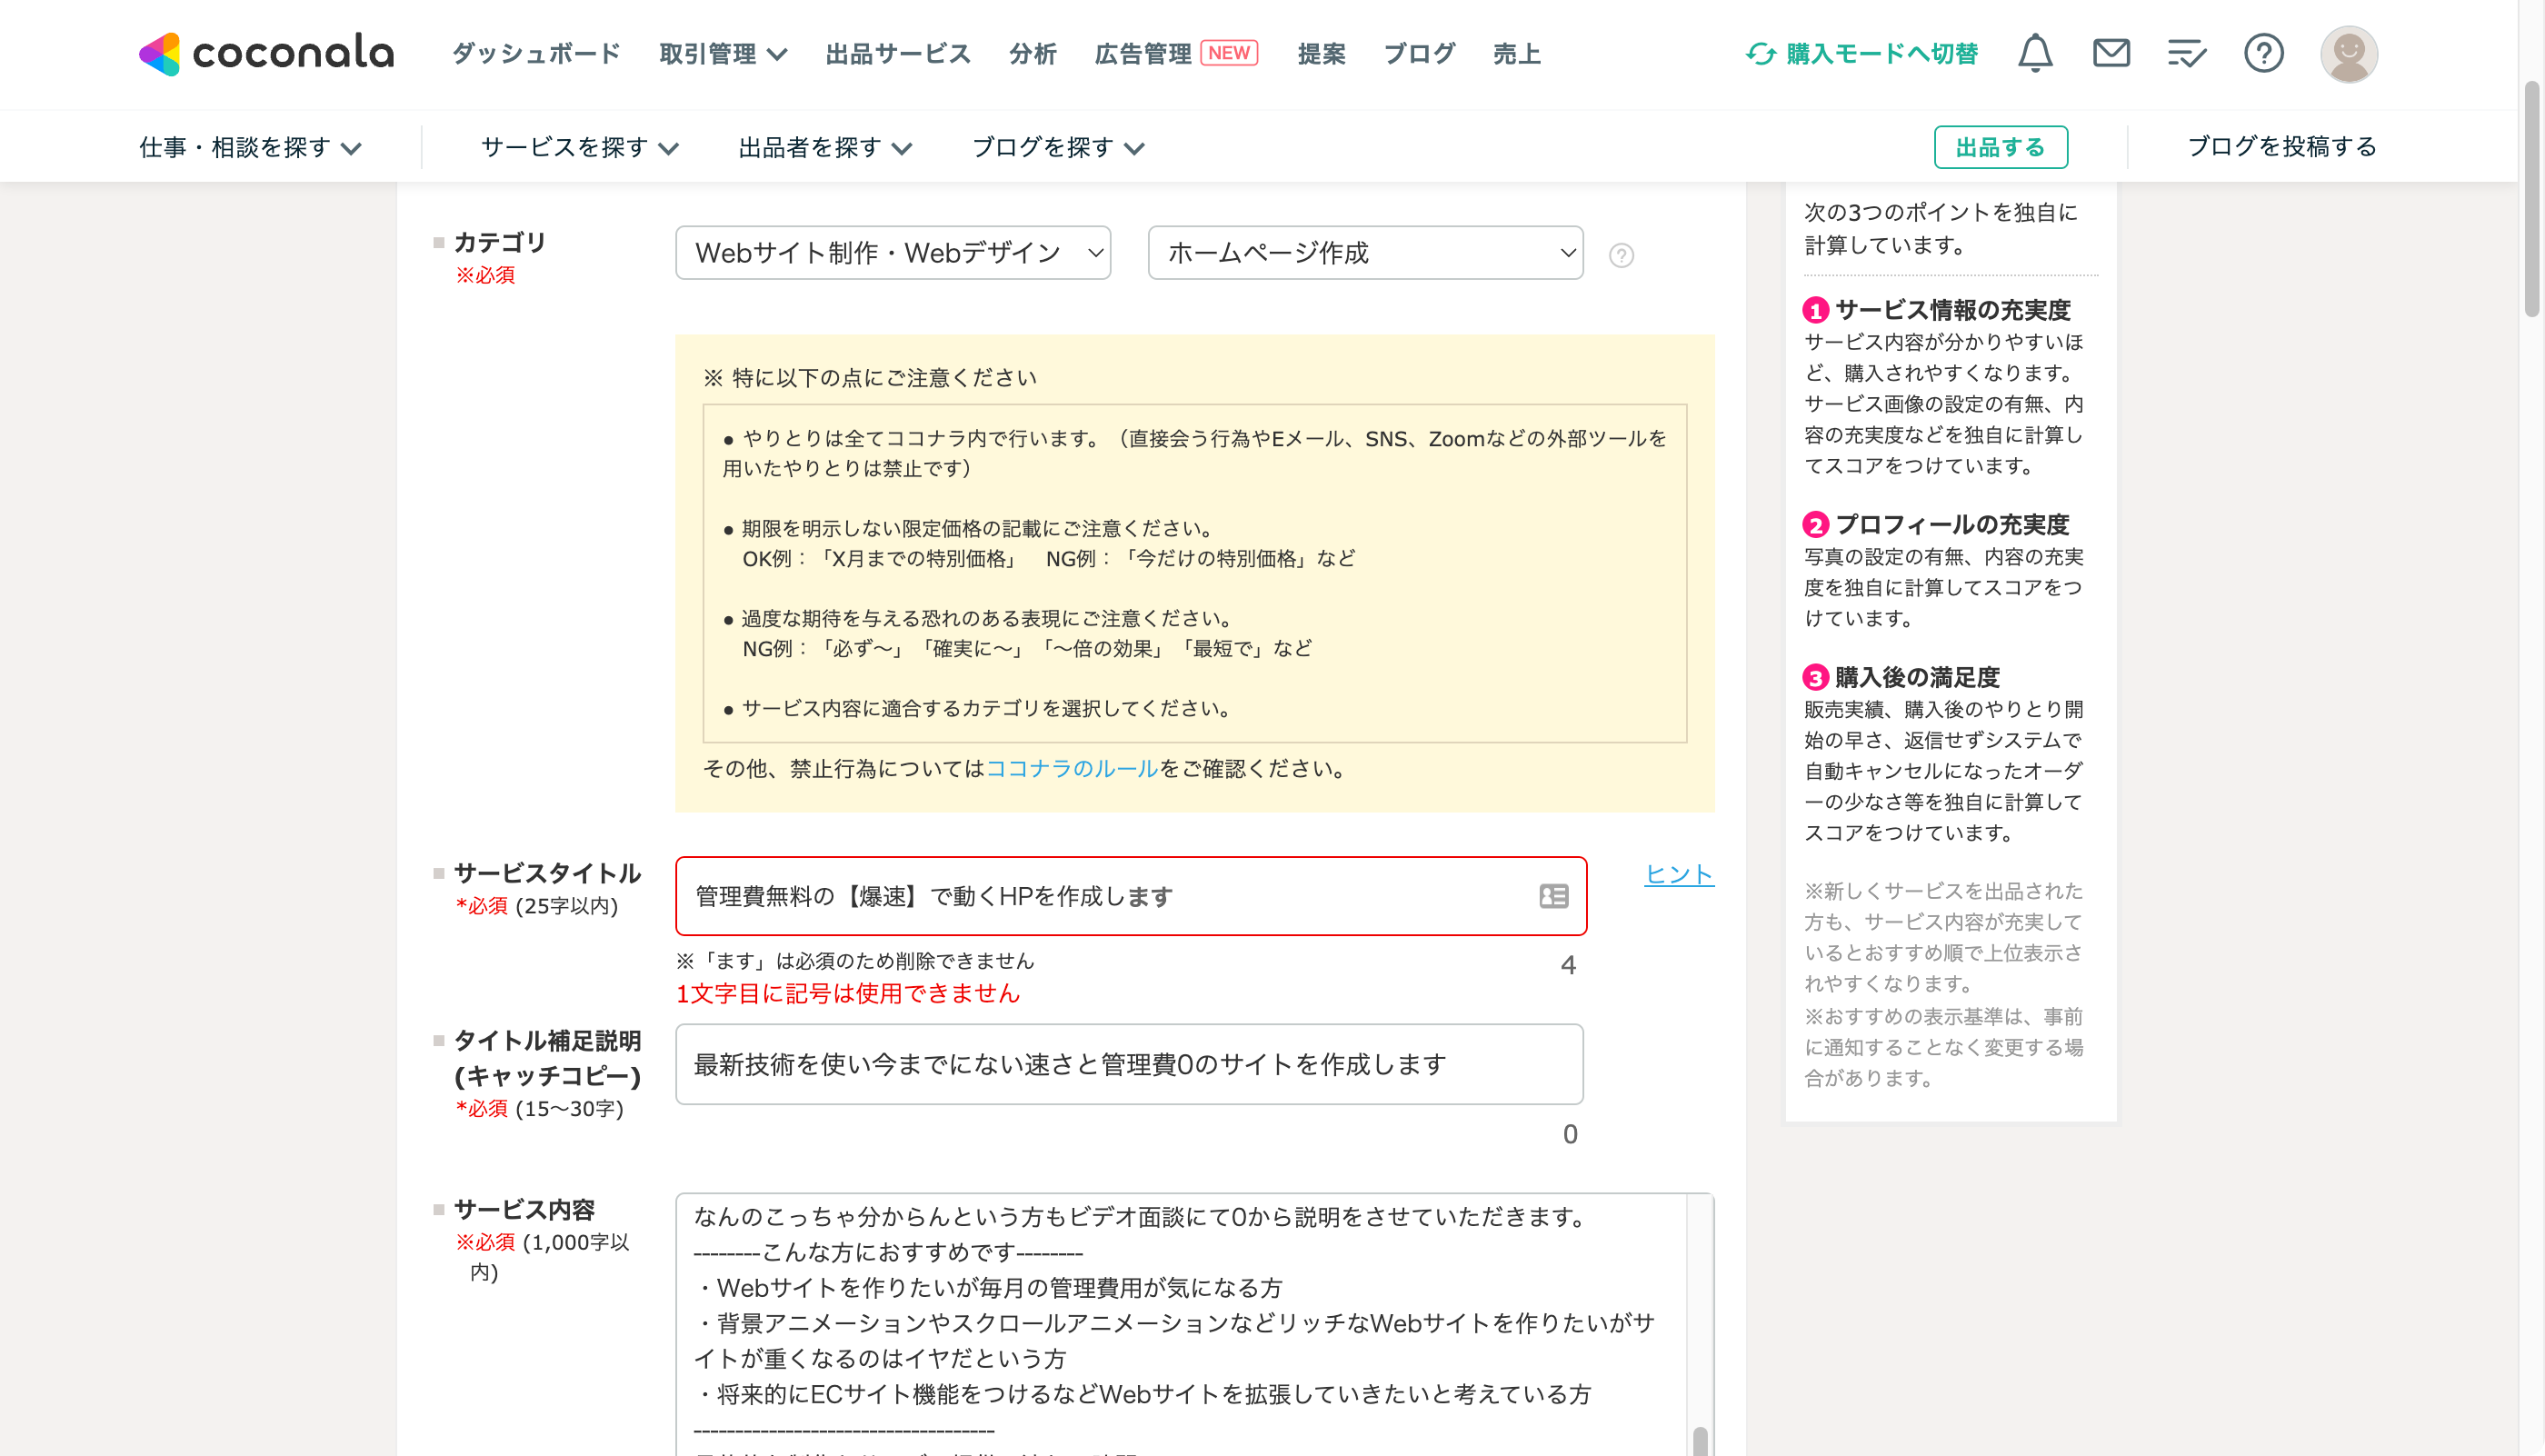 coconala
ダッシュボード
取引管理
出品サービス
分析
広告管理 NEW
提案
ブログ
売上
購入モードへ切替
仕事・相談を探す
サービスを探す
出品者を探す
ブログを探す
出品する
ブログを投稿する
カテゴリ
※必須
Webサイト制作・Webデザイン
ホームページ作成
※ 特に以下の点にご注意ください
● やりとりは全てココナラ内で行います。（直接会う行為やEメール、SNS、Zoomなどの外部ツールを
用いたやりとりは禁止です）
● 期限を明示しない限定価格の記載にご注意ください。
OK例：「X月までの特別価格」　NG例：「今だけの特別価格」など
● 過度な期待を与える恐れのある表現にご注意ください。
NG例：「必ず〜」「確実に〜」「〜倍の効果」「最短で」など
● サービス内容に適合するカテゴリを選択してください。
その他、禁止行為についてはココナラのルールをご確認ください。
サービスタイトル
*必須 (25字以内)
管理費無料の【爆速】で動くHPを作成します
ヒント
※「ます」は必須のため削除できません
4
1文字目に記号は使用できません
タイトル補足説明
(キャッチコピー)
*必須 (15〜30字)
最新技術を使い今までにない速さと管理費0のサイトを作成します
0
サービス内容
※必須 (1,000字以
内)
なんのこっちゃ分からんという方もビデオ面談にて0から説明をさせていただきます。
--------こんな方におすすめです--------
・Webサイトを作りたいが毎月の管理費用が気になる方
・背景アニメーションやスクロールアニメーションなどリッチなWebサイトを作りたいがサ
イトが重くなるのはイヤだという方
・将来的にECサイト機能をつけるなどWebサイトを拡張していきたいと考えている方
------------------------------------
次の3つのポイントを独自に
計算しています。
1 サービス情報の充実度
サービス内容が分かりやすいほ
ど、購入されやすくなります。
サービス画像の設定の有無、内
容の充実度などを独自に計算し
てスコアをつけています。
2 プロフィールの充実度
写真の設定の有無、内容の充実
度を独自に計算してスコアをつ
けています。
3 購入後の満足度
販売実績、購入後のやりとり開
始の早さ、返信せずシステムで
自動キャンセルになったオーダ
ーの少なさ等を独自に計算して
スコアをつけています。
※新しくサービスを出品された
方も、サービス内容が充実して
いるとおすすめ順で上位表示さ
れやすくなります。
※おすすめの表示基準は、事前
に通知することなく変更する場
合があります。